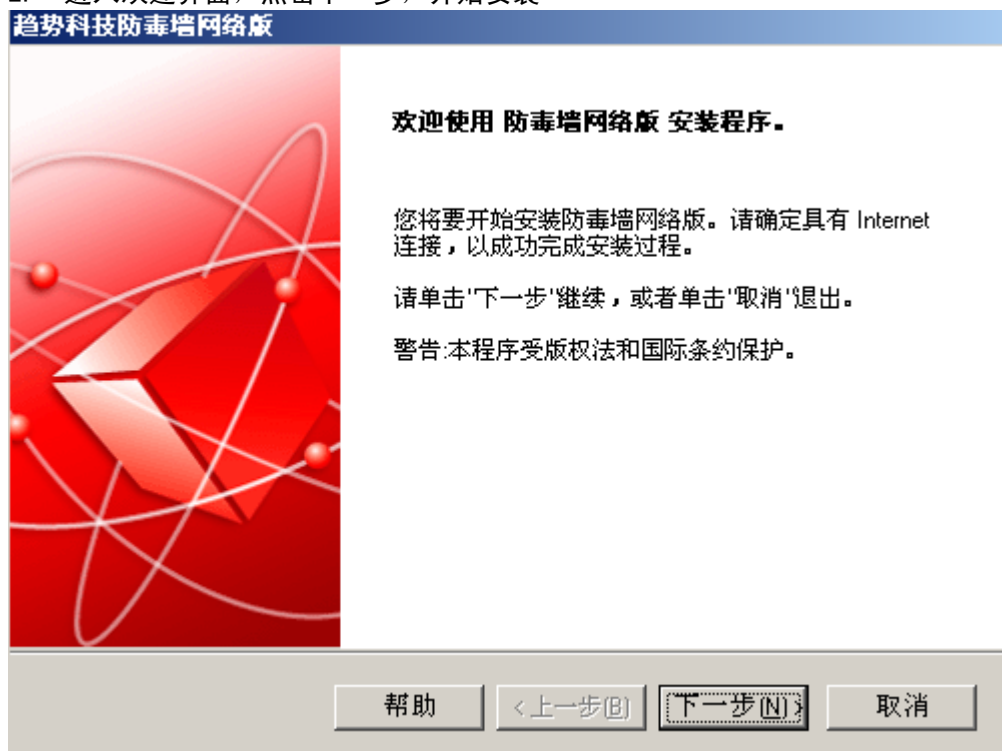 趋势科技防毒墙网络版
欢迎使用 防毒墙网络版 安装程序。
您将要开始安装防毒墙网络版。请确定具有 Internet
连接，以成功完成安装过程。
请单击'下一步'继续，或者单击'取消'退出。
警告:本程序受版权法和国际条约保护。
帮助
<上一步(B)
下一步(N)>
取消